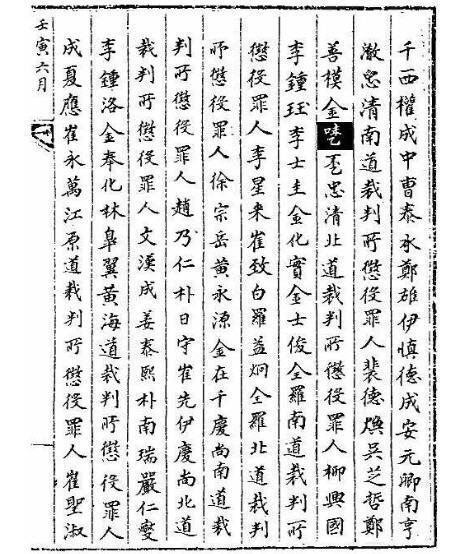 千西權成中曺泰永鄭雄伊慎德成安元卿南亨
澈忠清南道裁判所懲役罪人裴德煥吳芝哲鄭
善模金丕忠清北道裁判所懲役罪人柳興國
李鍾珏李士圭金化實金士俊全羅南道裁判所
懲役罪人李星來崔致白羅益炯全羅北道裁判
所懲役罪人徐宗岳黃永源金在千慶尚南道裁
判所懲役罪人趙乃仁朴日守崔先伊慶尚北道
裁判所懲役罪人文漢成姜泰熙朴南瑞嚴仁燮
李鍾洛金奉化林皐翼黃海道裁判所懲役罪人
成夏應崔永萬江原道裁判所懲役罪人崔聖淑
壬寅六月